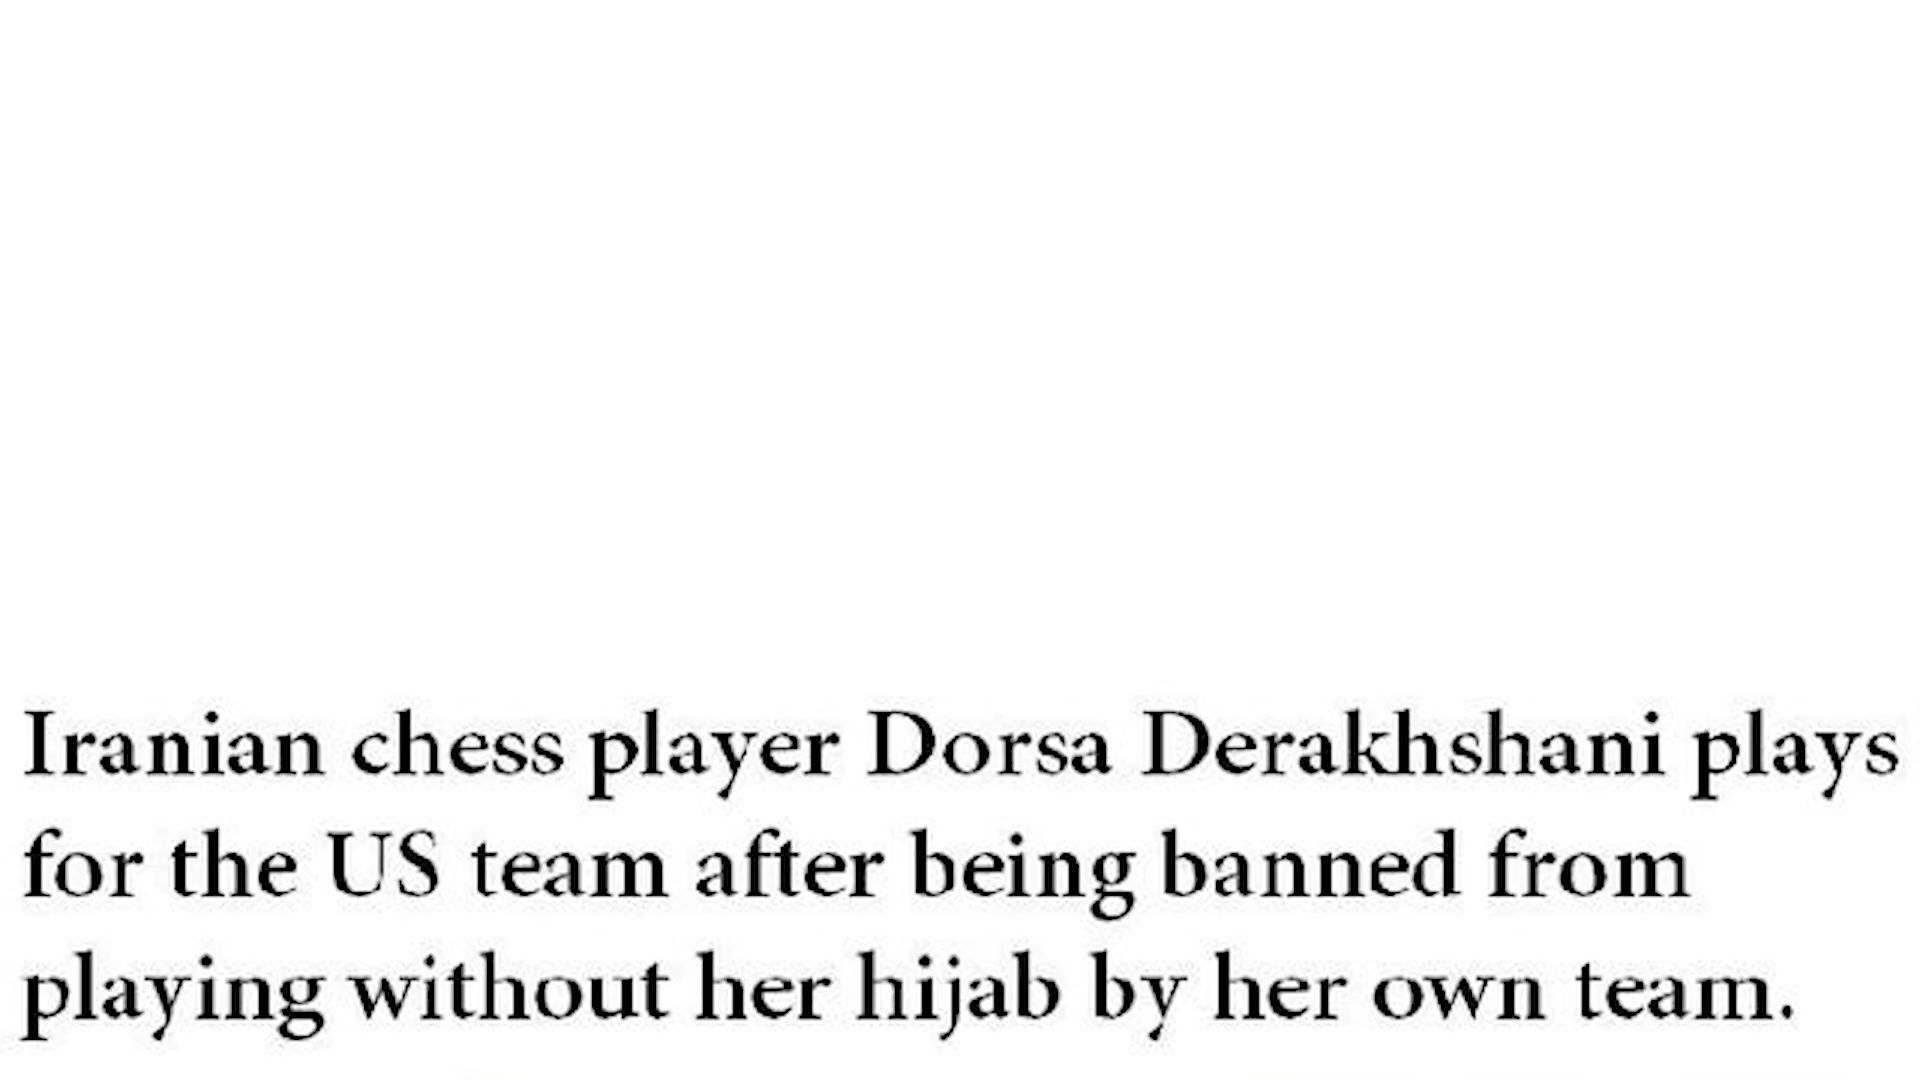 Iranian chess player Dorsa Derakhshani plays
for the US team after being banned from
playing without her hijab by her own team.